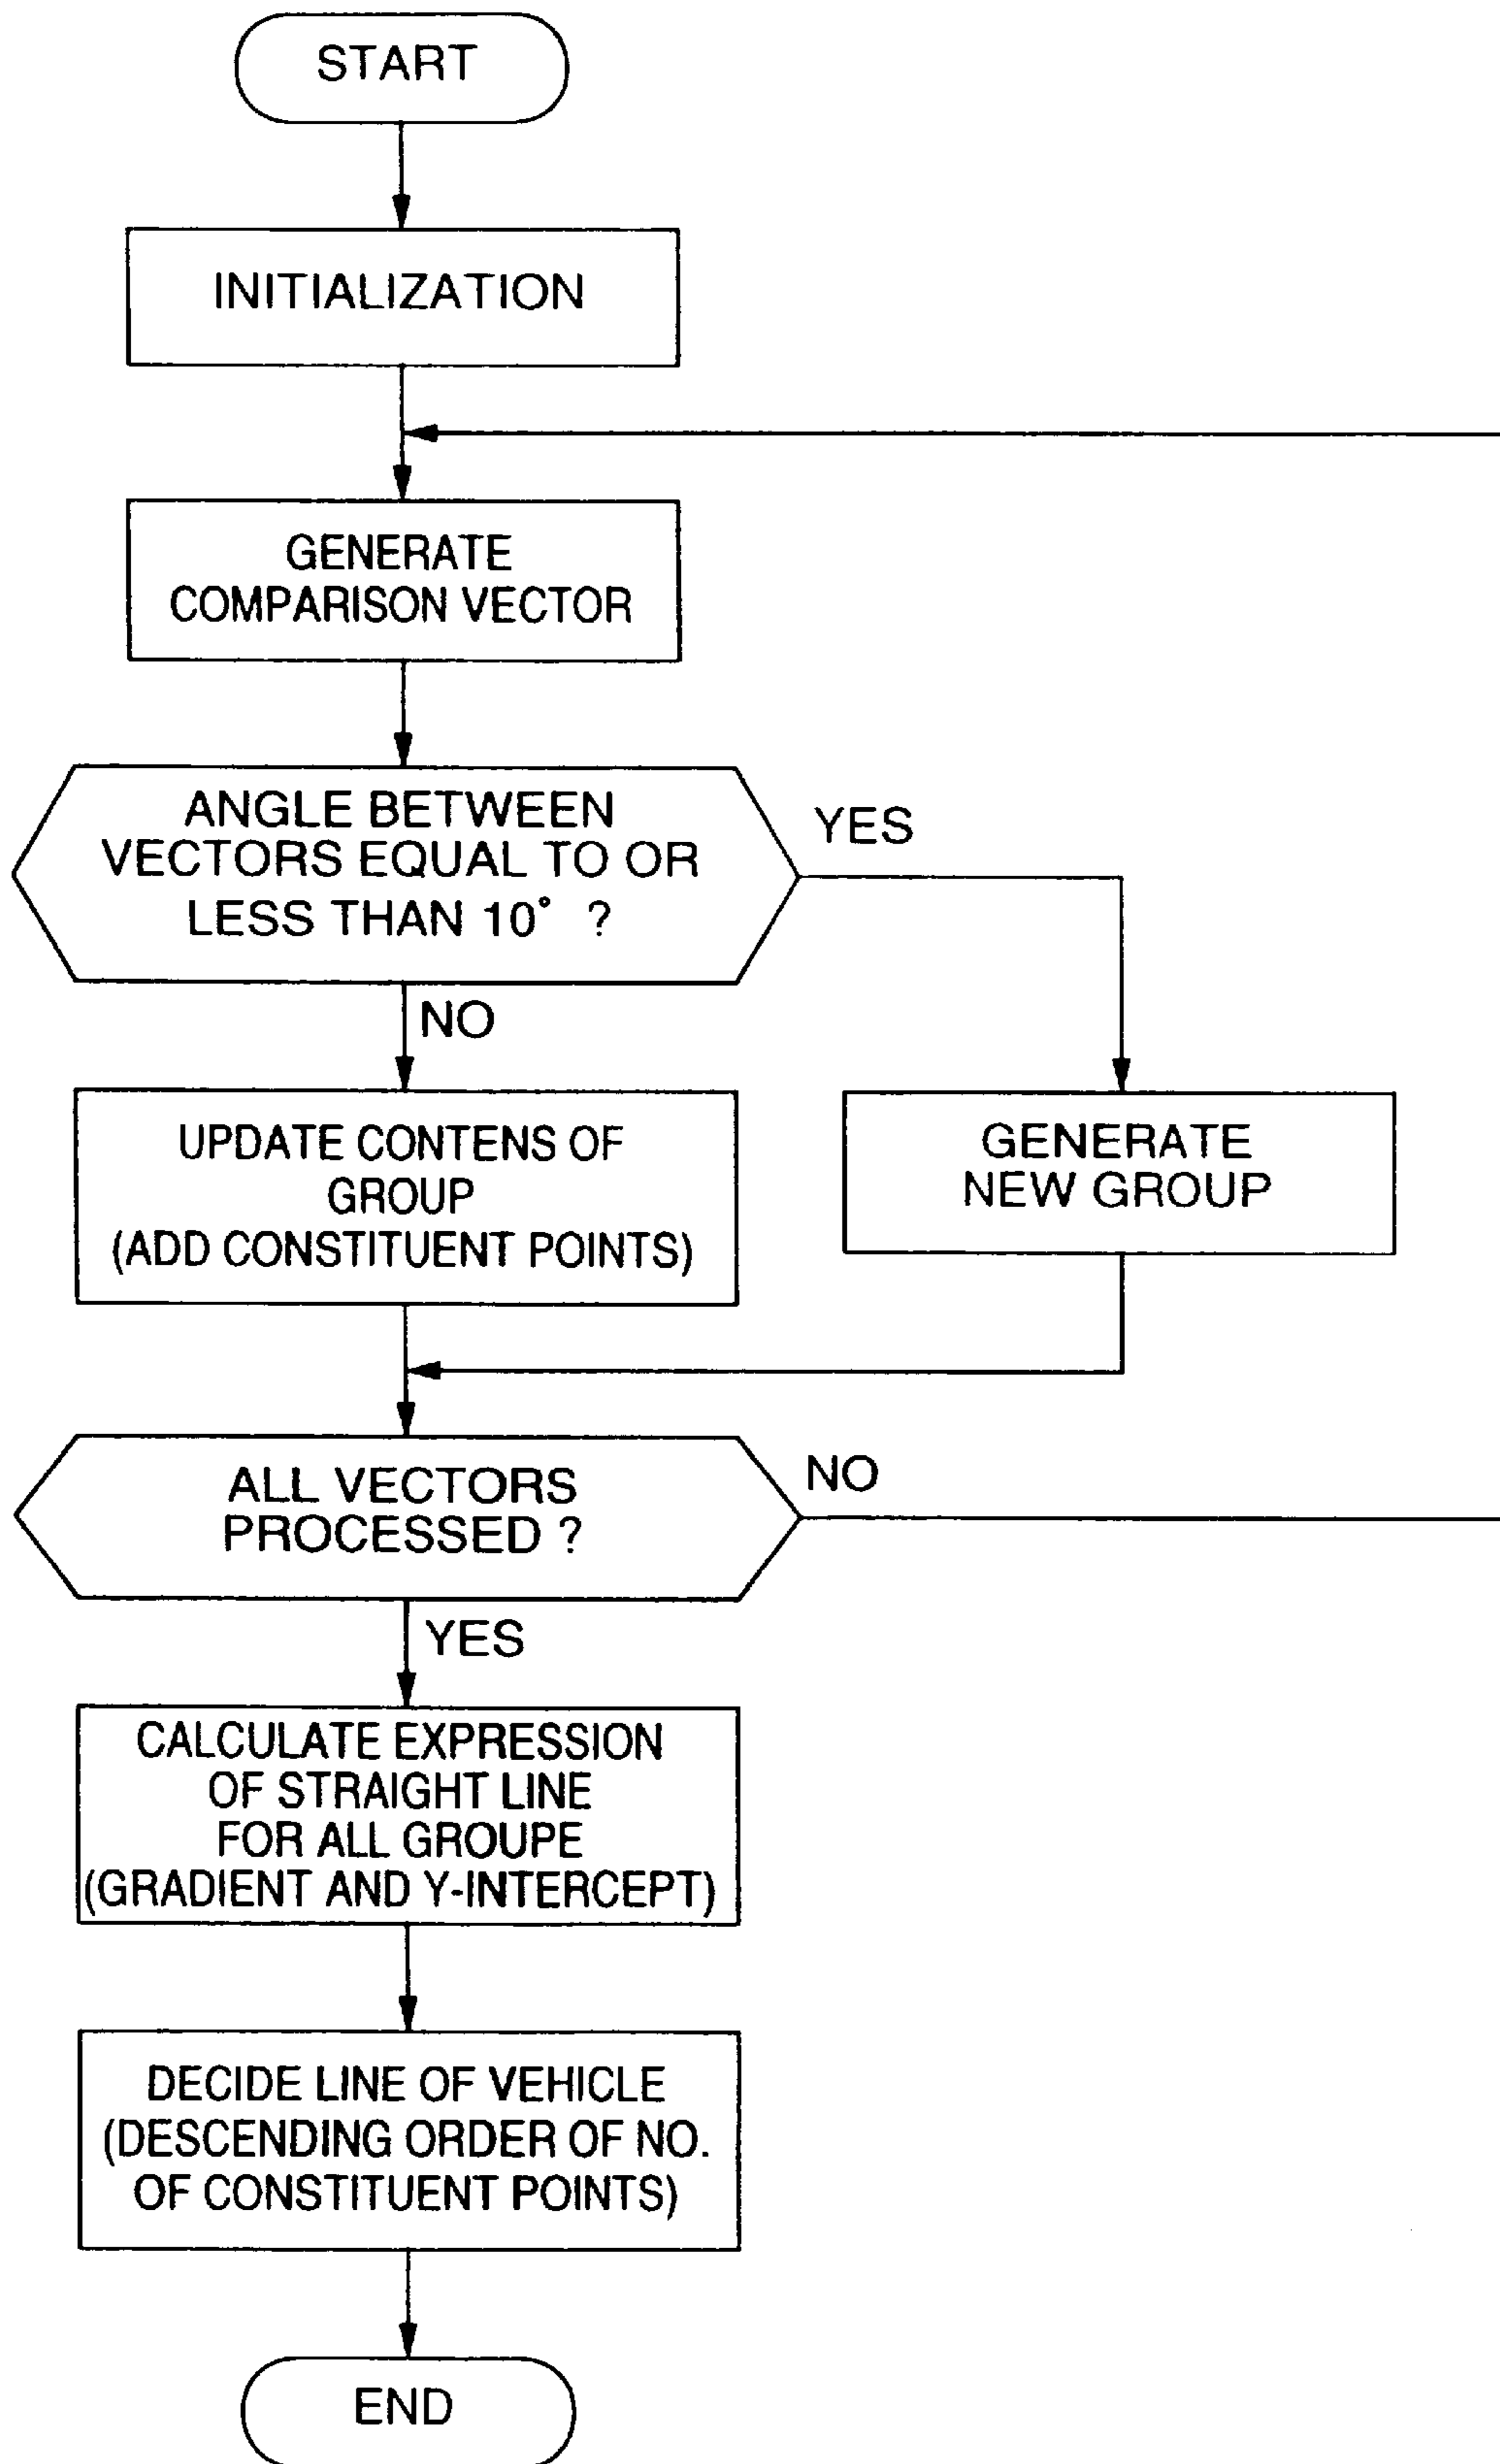 START
INITIALIZATION
GENERATE
COMPARISON VECTOR
ANGLE BETWEEN
VECTORS EQUAL TO OR
LESS THAN 10° ?
YES
NO
UPDATE CONTENS OF
GROUP
(ADD CONSTITUENT POINTS)
GENERATE
NEW GROUP
ALL VECTORS
PROCESSED ?
NO
YES
CALCULATE EXPRESSION
OF STRAIGHT LINE
FOR ALL GROUPE
(GRADIENT AND Y-INTERCEPT)
DECIDE LINE OF VEHICLE
(DESCENDING ORDER OF NO.
OF CONSTITUENT POINTS)
END